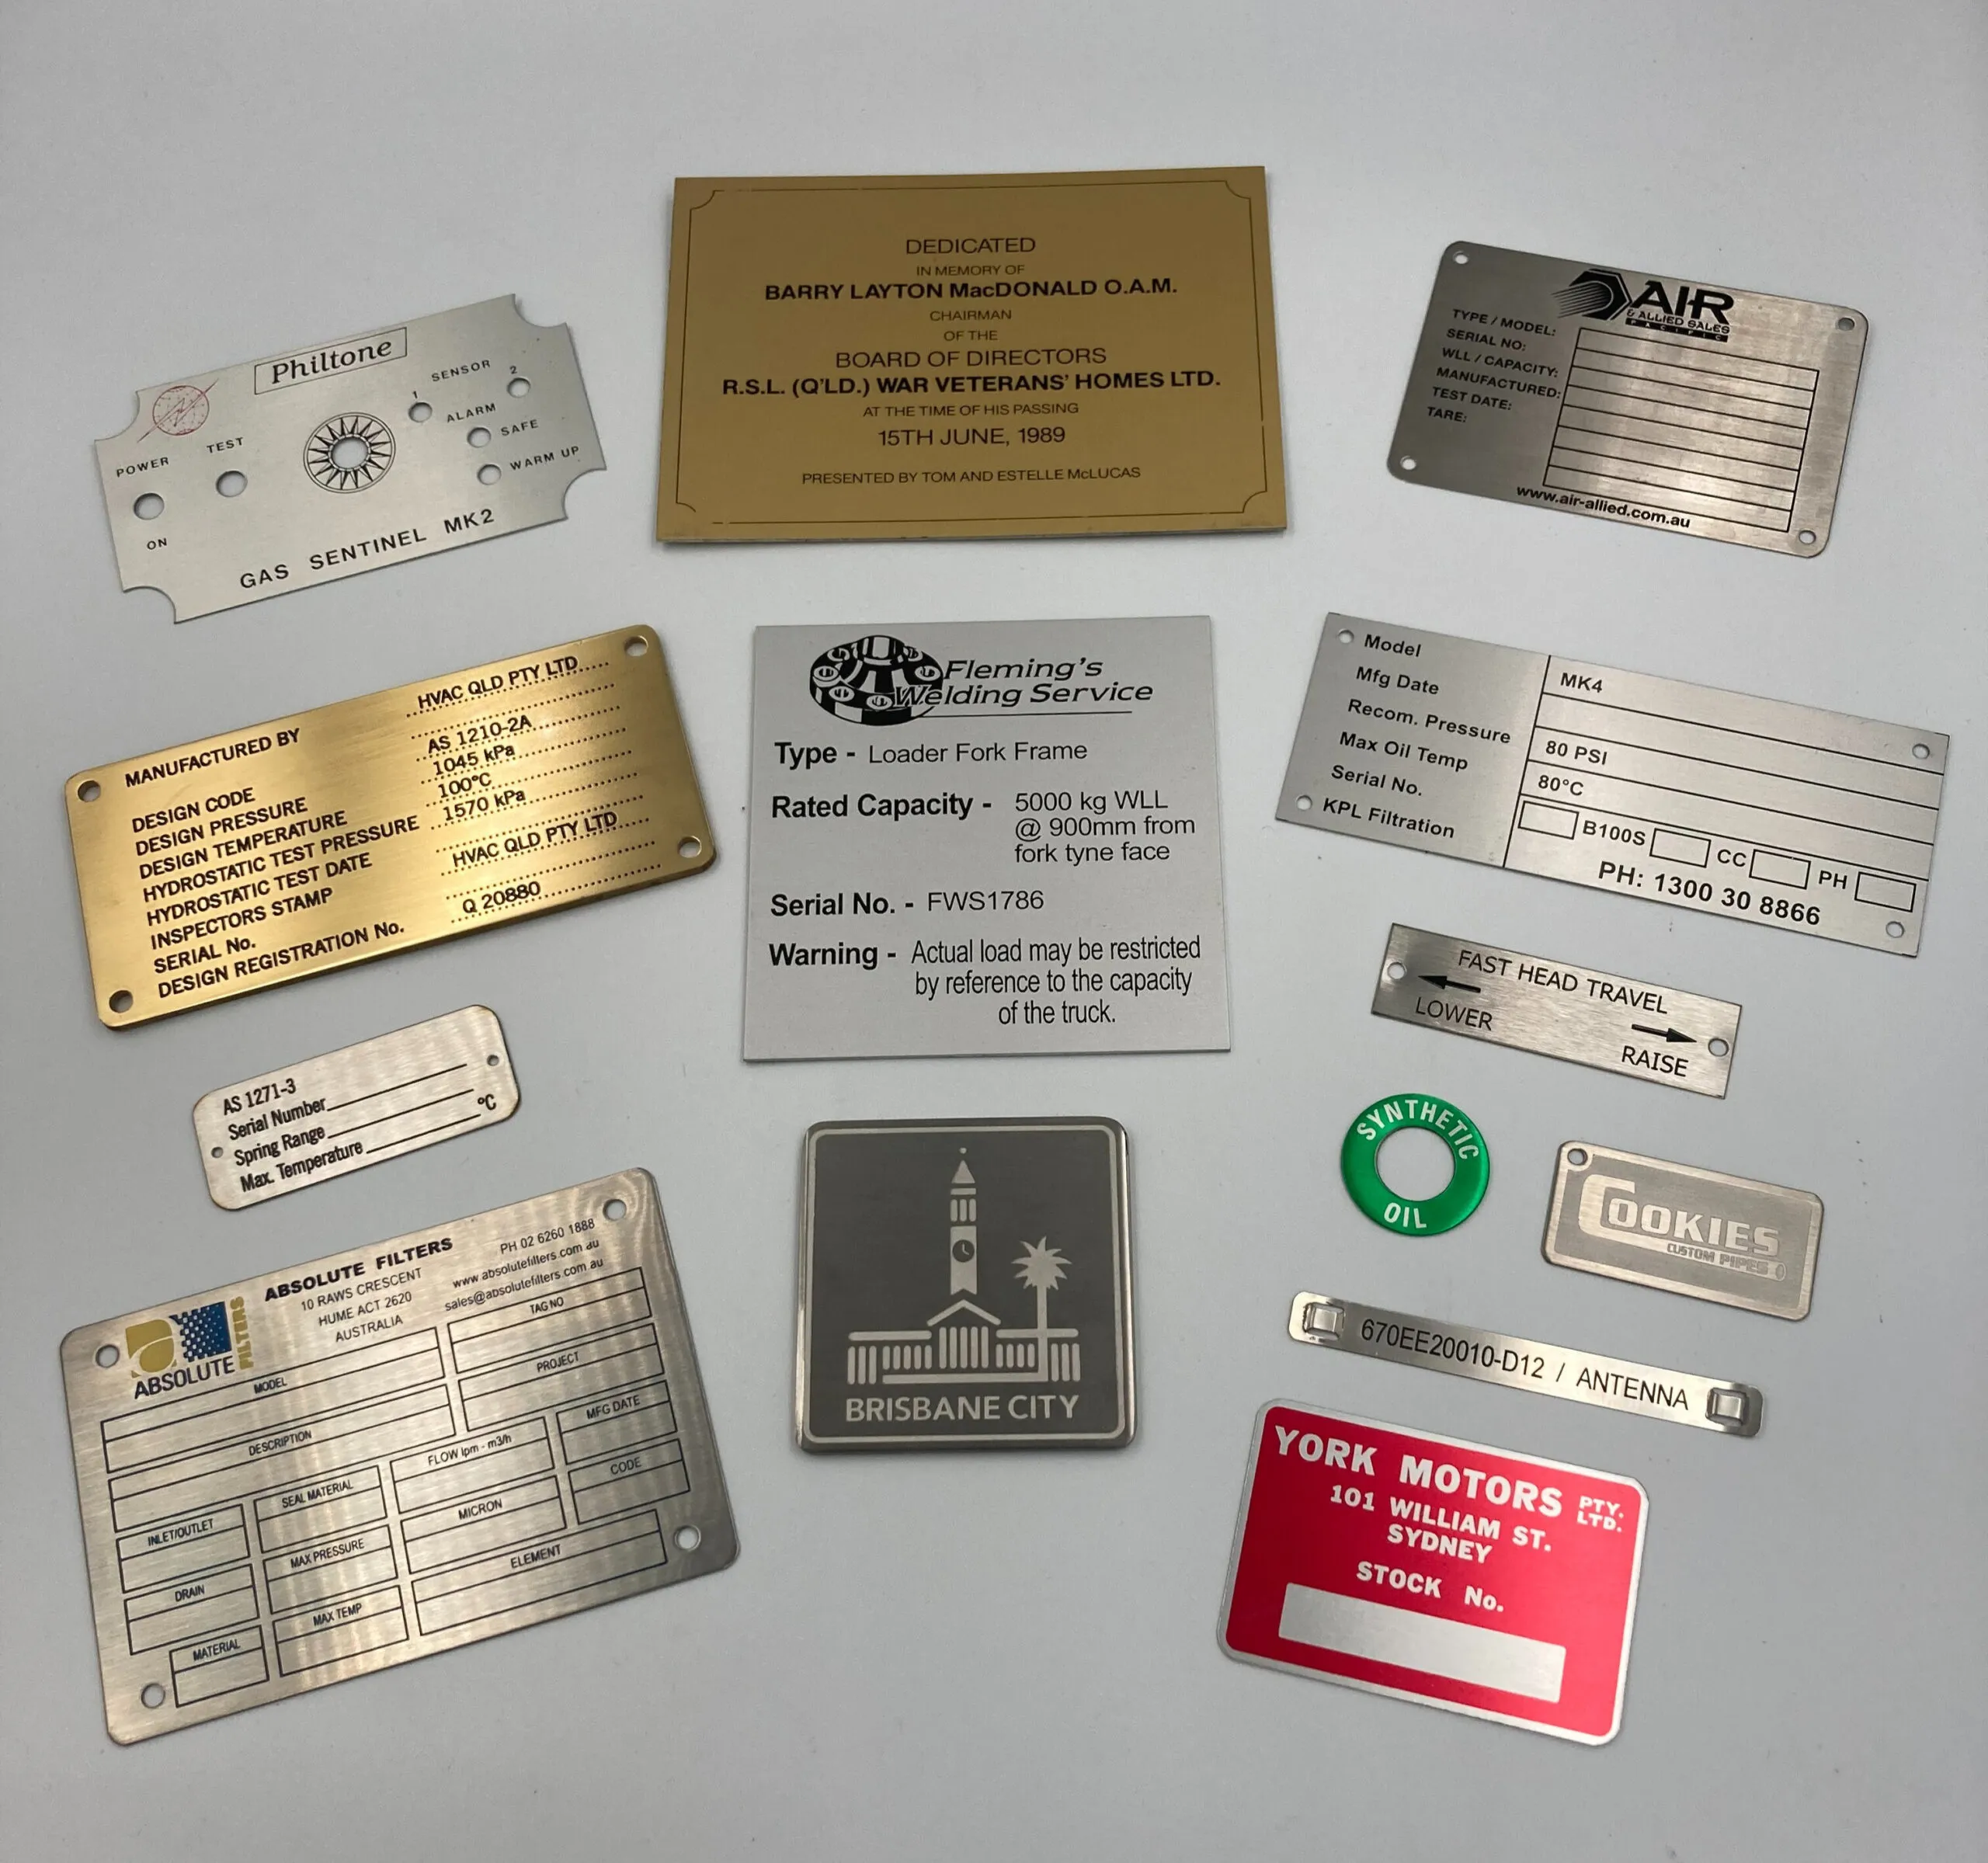 DEDICATED
IN MEMORY OF
BARRY LAYTON MacDONALD O.A.M.
CHAIRMAN
OF THE
BOARD OF DIRECTORS
R.S.L. (Q'LD.) WAR VETERANS' HOMES LTD.
AT THE TIME OF HIS PASSING
15TH JUNE, 1989
PRESENTED BY TOM AND ESTELLE McLUCAS
Philtone
SENSOR
1 2
ALARM
SAFE
WARM UP
TEST
POWER
ON
GAS SENTINEL MK2
AIR
& ALLIED SALES
PACIFIC
TYPE / MODEL:
SERIAL NO:
WLL / CAPACITY:
MANUFACTURED:
TEST DATE:
TARE:
www.air-allied.com.au
MANUFACTURED BY HVAC QLD PTY LTD
DESIGN CODE AS 1210-2A
DESIGN PRESSURE 1045 kPa
DESIGN TEMPERATURE 100°C
HYDROSTATIC TEST PRESSURE 1570 kPa
HYDROSTATIC TEST DATE
INSPECTORS STAMP HVAC QLD PTY LTD
SERIAL No.
DESIGN REGISTRATION No. Q 20880
Fleming's
Welding Service
Type - Loader Fork Frame
Rated Capacity - 5000 kg WLL
@ 900mm from
fork tyne face
Serial No. - FWS1786
Warning - Actual load may be restricted
by reference to the capacity
of the truck.
Model MK4
Mfg Date
Recom. Pressure 80 PSI
Max Oil Temp 80°C
Serial No.
KPL Filtration B100S CC PH
PH: 1300 30 8866
FAST HEAD TRAVEL
LOWER
RAISE
AS 1271-3
Serial Number
Spring Range
Max. Temperature °C
SYNTHETIC
OIL
COOKIES
CUSTOM PIPES
670EE20010-D12 / ANTENNA
BRISBANE CITY
ABSOLUTE
FILTERS
ABSOLUTE FILTERS
10 RAWS CRESCENT
HUME ACT 2620
AUSTRALIA
PH 02 6260 1888
www.absolutefilters.com.au
sales@absolutefilters.com.au
MODEL
TAG NO
DESCRIPTION
PROJECT
INLET/OUTLET
SEAL MATERIAL
FLOW lpm - m3/h
MFG DATE
DRAIN
MAX PRESSURE
MICRON
CODE
MATERIAL
MAX TEMP
ELEMENT
YORK MOTORS PTY. LTD.
101 WILLIAM ST.
SYDNEY
STOCK No.